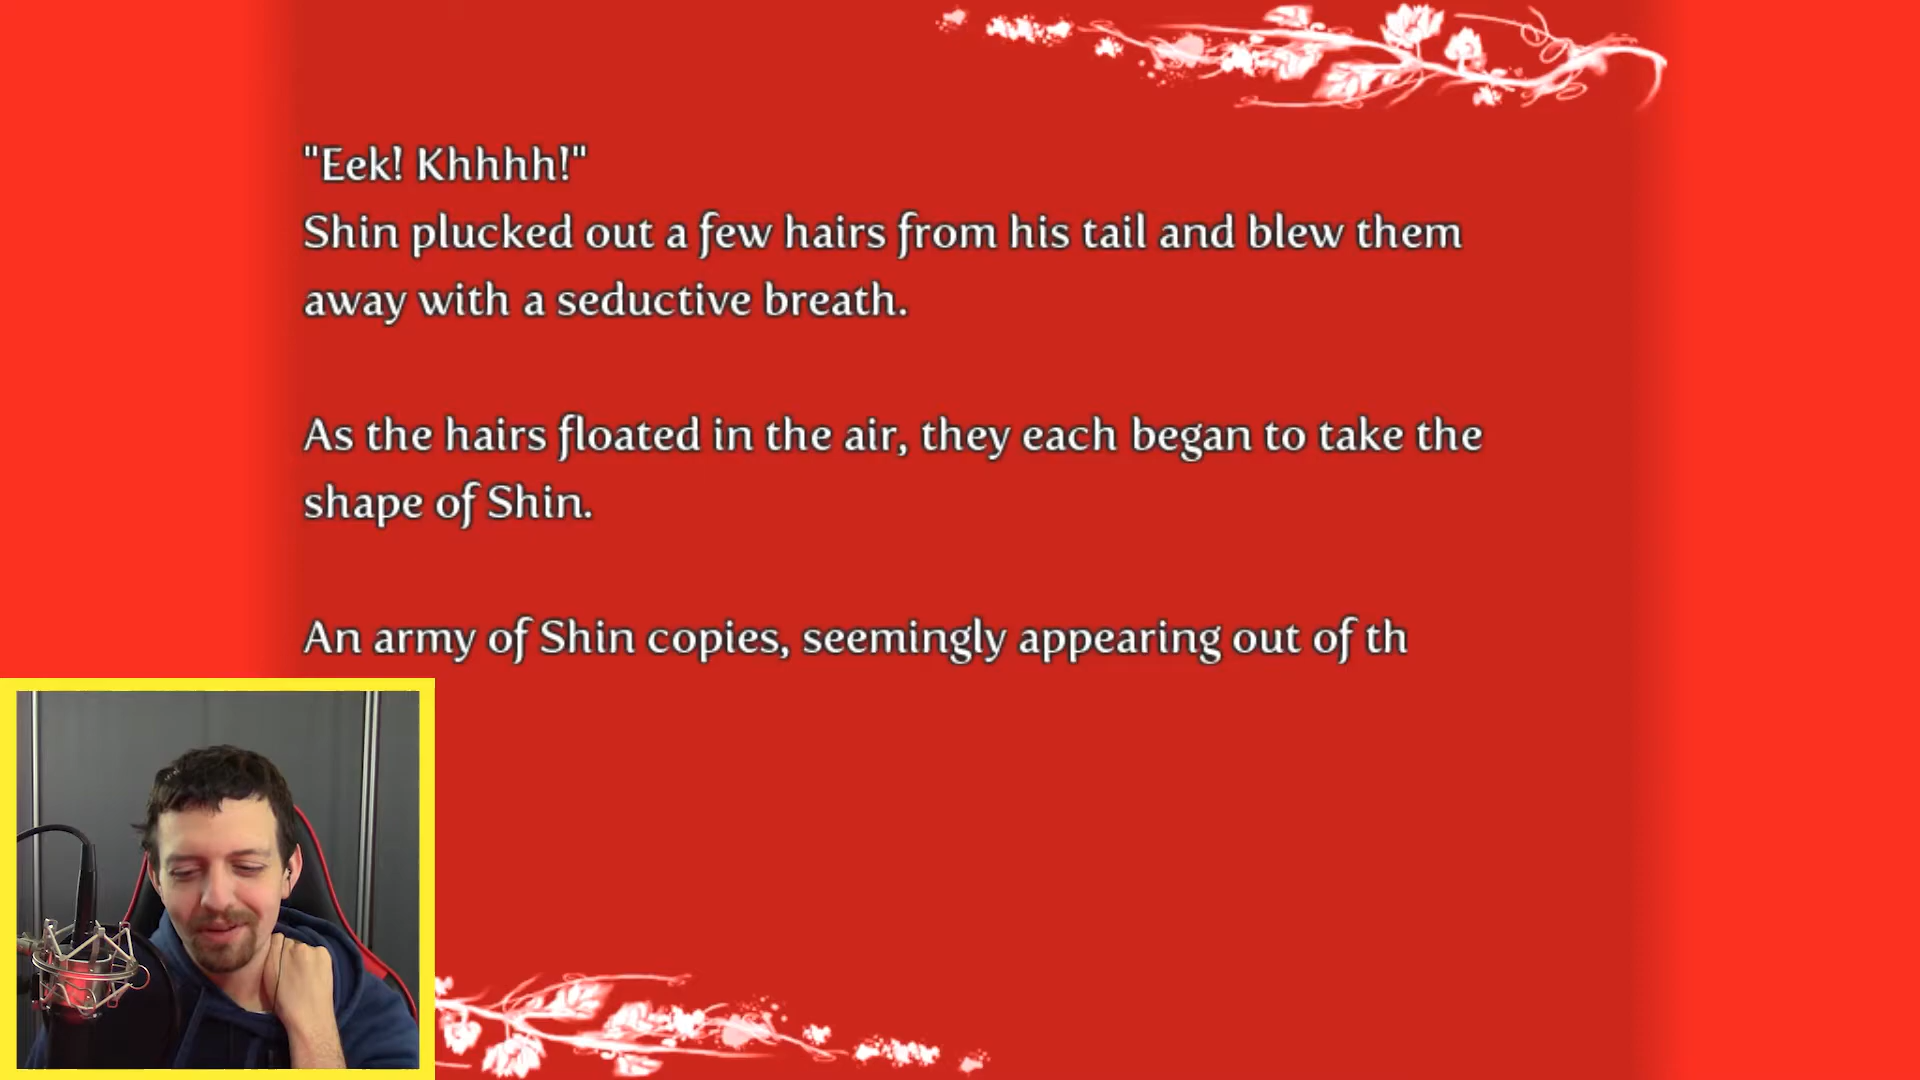 "Eek! Khhhh!"
Shin plucked out a few hairs from his tail and blew them
away with a seductive breath.
As the hairs floated in the air, they each began to take the
shape of Shin.
An army of Shin copies, seemingly appearing out of th